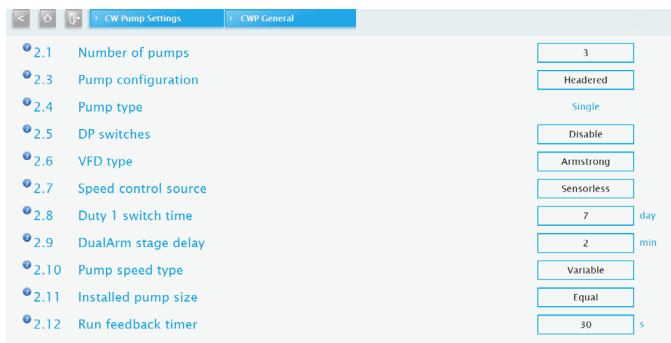 < CW Pump Settings CWP General
2.1 Number of pumps 3
2.3 Pump configuration Headered
2.4 Pump type Single
2.5 DP switches Disable
2.6 VFD type Armstrong
2.7 Speed control source Sensorless
2.8 Duty 1 switch time 7 day
2.9 DualArm stage delay 2 min
2.10 Pump speed type Variable
2.11 Installed pump size Equal
2.12 Run feedback timer 30 s